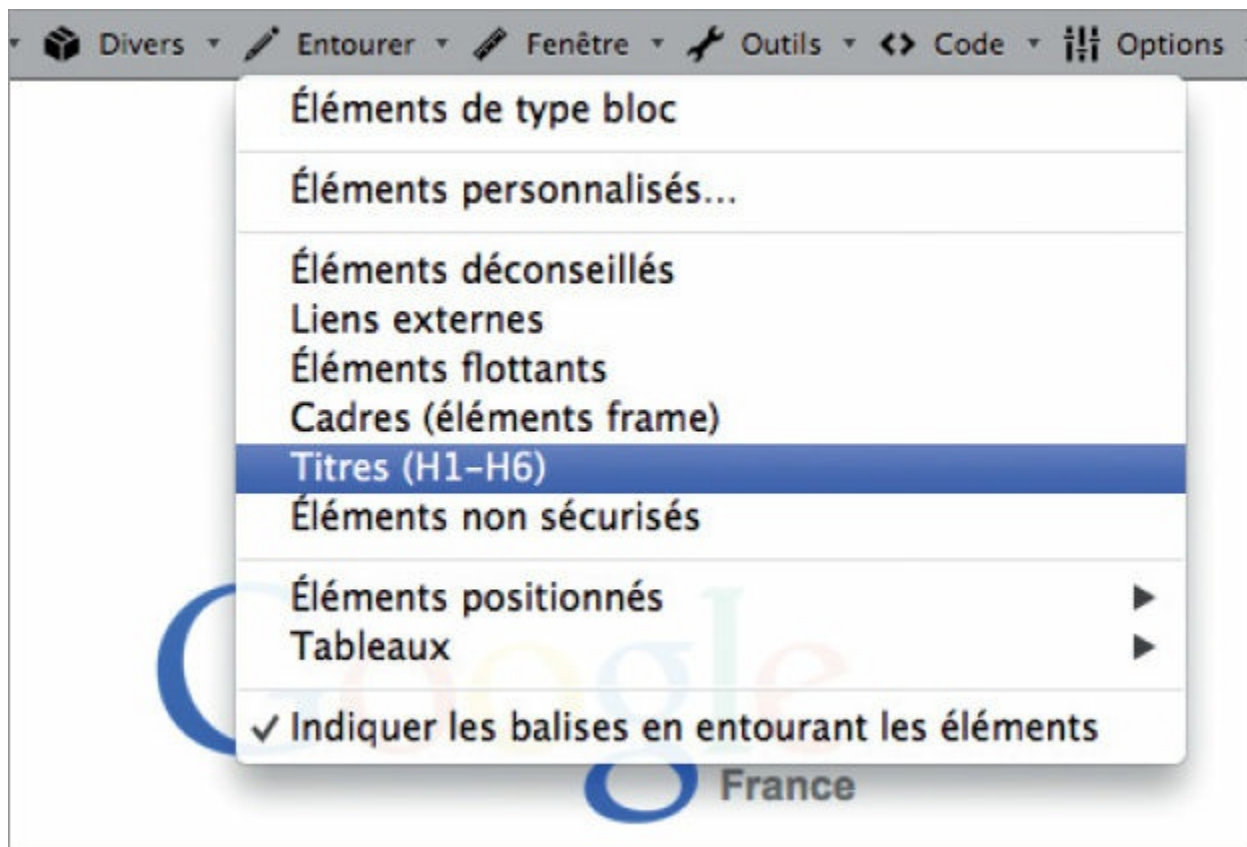 Divers Entourer Fenêtre Outils Code Options
Éléments de type bloc
Éléments personnalisés...
Éléments déconseillés
Liens externes
Éléments flottants
Cadres (éléments frame)
Titres (H1-H6)
Éléments non sécurisés
Éléments positionnés
Tableaux
Google
✓ Indiquer les balises en entourant les éléments
France